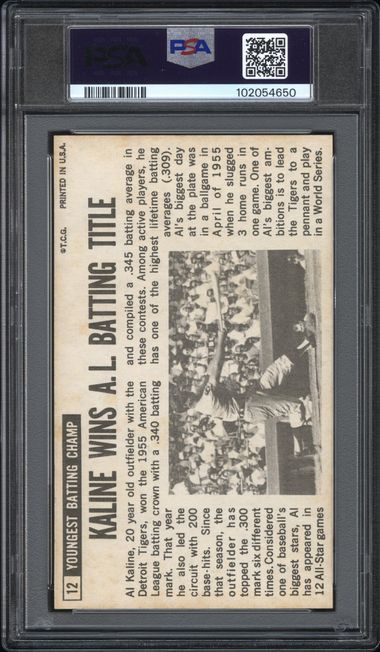 PSA
PSA
102054650
12 YOUNGEST BATTING CHAMP
©T.C.G. PRINTED IN U.S.A.
KALINE WINS A.L. BATTING TITLE
Al Kaline, 20 year old outfielder with the
Detroit Tigers, won the 1955 American
League batting crown with a .340 batting
mark. That year
he also led the
circuit with 200
base-hits. Since
that season, the
outfielder has
topped the .300
mark six different
times. Considered
one of baseball's
biggest stars, Al
has appeared in
12 All-Star games
and compiled a .345 batting average in
these contests. Among active players, he
has one of the highest lifetime batting
averages (.309).
Al's biggest day
at the plate was
in a ballgame in
April of 1955
when he slugged
3 home runs in
one game. One of
Al's biggest am-
bitions is to lead
the Tigers to a
pennant and play
in a World Series.